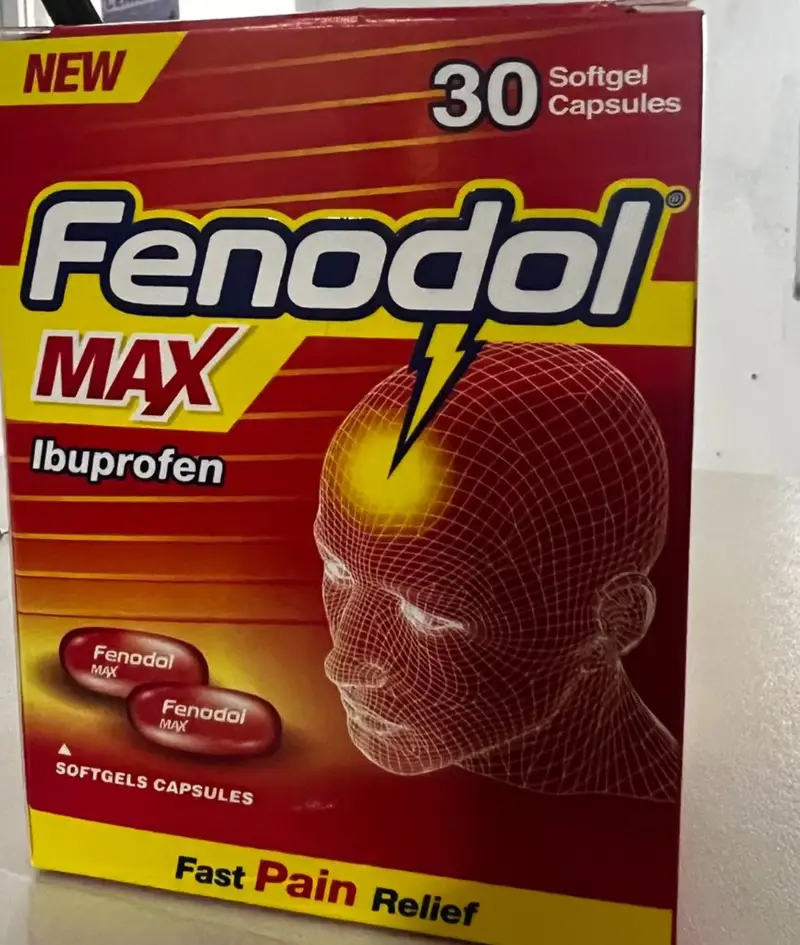 NEW
30 Softgel
Capsules
Fenodol®
MAX
Ibuprofen
Fenodol
MAX
Fenodol
MAX
SOFTGELS CAPSULES
Fast Pain Relief